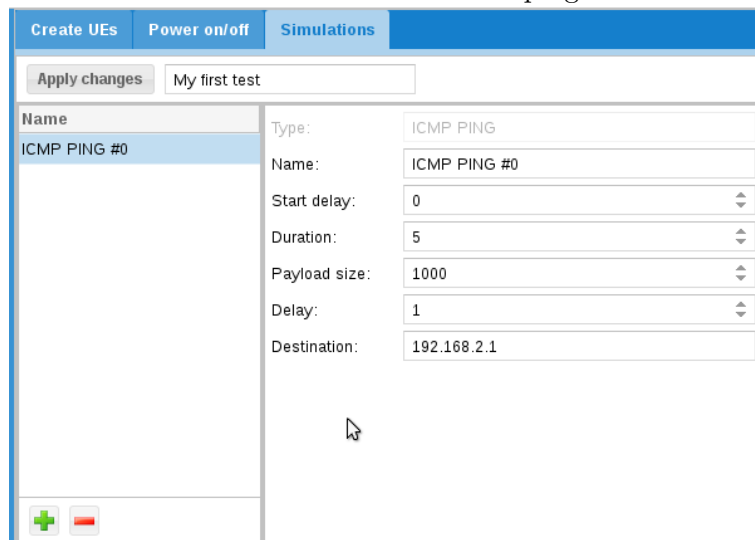 ping
Create UEs Power on/off Simulations
Apply changes My first test
Name
ICMP PING #0
Type: ICMP PING
Name: ICMP PING #0
Start delay: 0
Duration: 5
Payload size: 1000
Delay: 1
Destination: 192.168.2.1